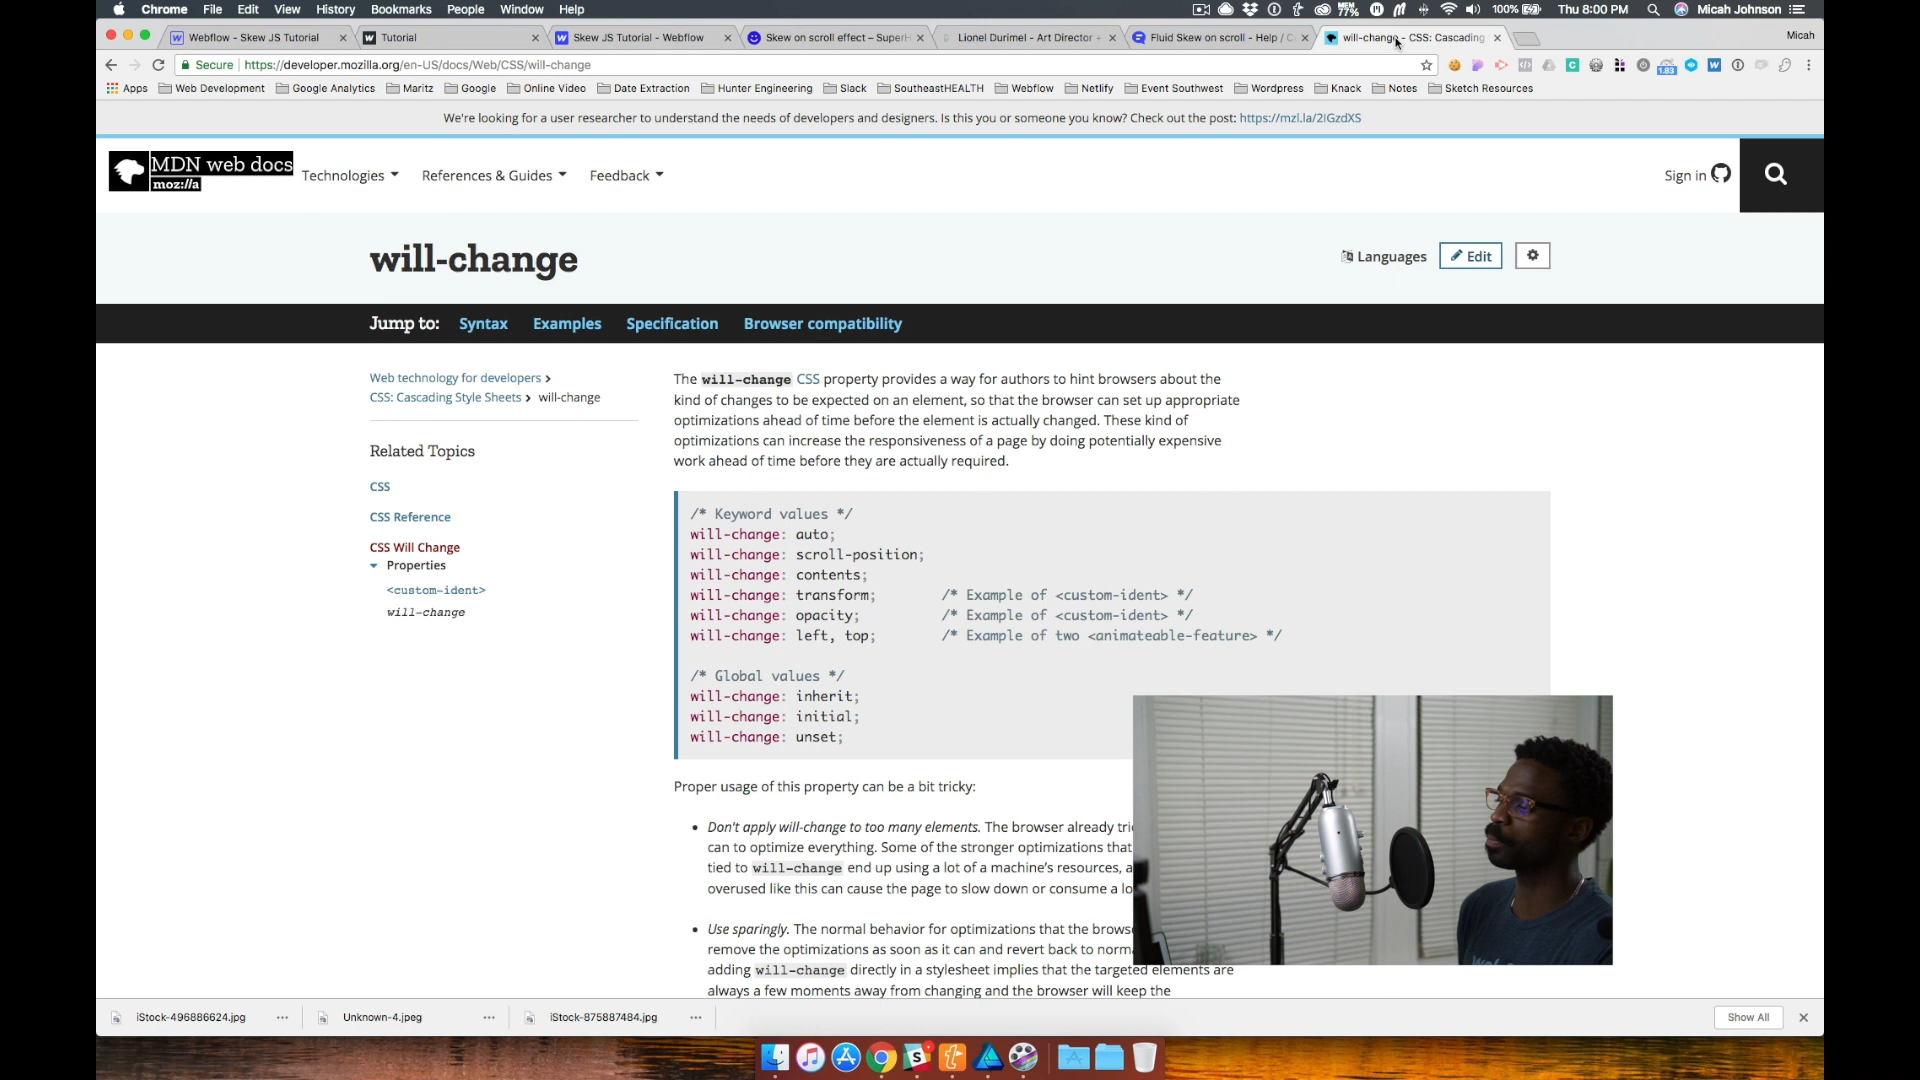 Chrome File Edit View History Bookmarks People Window Help
MEM 77% 100% Thu 8:00 PM Micah Johnson
Webflow - Skew JS Tutorial
Tutorial
Skew JS Tutorial - Webflow
Skew on scroll effect – SuperH
Lionel Durimel - Art Director +
Fluid Skew on scroll - Help / C
will-change - CSS: Cascading
Micah
Secure https://developer.mozilla.org/en-US/docs/Web/CSS/will-change
1.83
Apps Web Development Google Analytics Maritz Google Online Video Date Extraction Hunter Engineering Slack SoutheastHEALTH Webflow Netlify Event Southwest Wordpress Knack Notes Sketch Resources
We're looking for a user researcher to understand the needs of developers and designers. Is this you or someone you know? Check out the post: https://mzl.la/2IGzdXS
MDN web docs
moz://a
Technologies References & Guides Feedback
Sign in
will-change
Languages Edit
Jump to: Syntax Examples Specification Browser compatibility
Web technology for developers
CSS: Cascading Style Sheets will-change
Related Topics
CSS
CSS Reference
CSS Will Change
Properties
<custom-ident>
will-change
The will-change CSS property provides a way for authors to hint browsers about the
kind of changes to be expected on an element, so that the browser can set up appropriate
optimizations ahead of time before the element is actually changed. These kind of
optimizations can increase the responsiveness of a page by doing potentially expensive
work ahead of time before they are actually required.
/* Keyword values */
will-change: auto;
will-change: scroll-position;
will-change: contents;
will-change: transform; /* Example of <custom-ident> */
will-change: opacity; /* Example of <custom-ident> */
will-change: left, top; /* Example of two <animateable-feature> */
/* Global values */
will-change: inherit;
will-change: initial;
will-change: unset;
Proper usage of this property can be a bit tricky:
Don't apply will-change to too many elements. The browser already tri
can to optimize everything. Some of the stronger optimizations that
tied to will-change end up using a lot of a machine's resources, a
overused like this can cause the page to slow down or consume a lo
Use sparingly. The normal behavior for optimizations that the brows
remove the optimizations as soon as it can and revert back to norma
adding will-change directly in a stylesheet implies that the targeted elements are
always a few moments away from changing and the browser will keep the
iStock-496886624.jpg
Unknown-4.jpeg
iStock-875887484.jpg
Show All